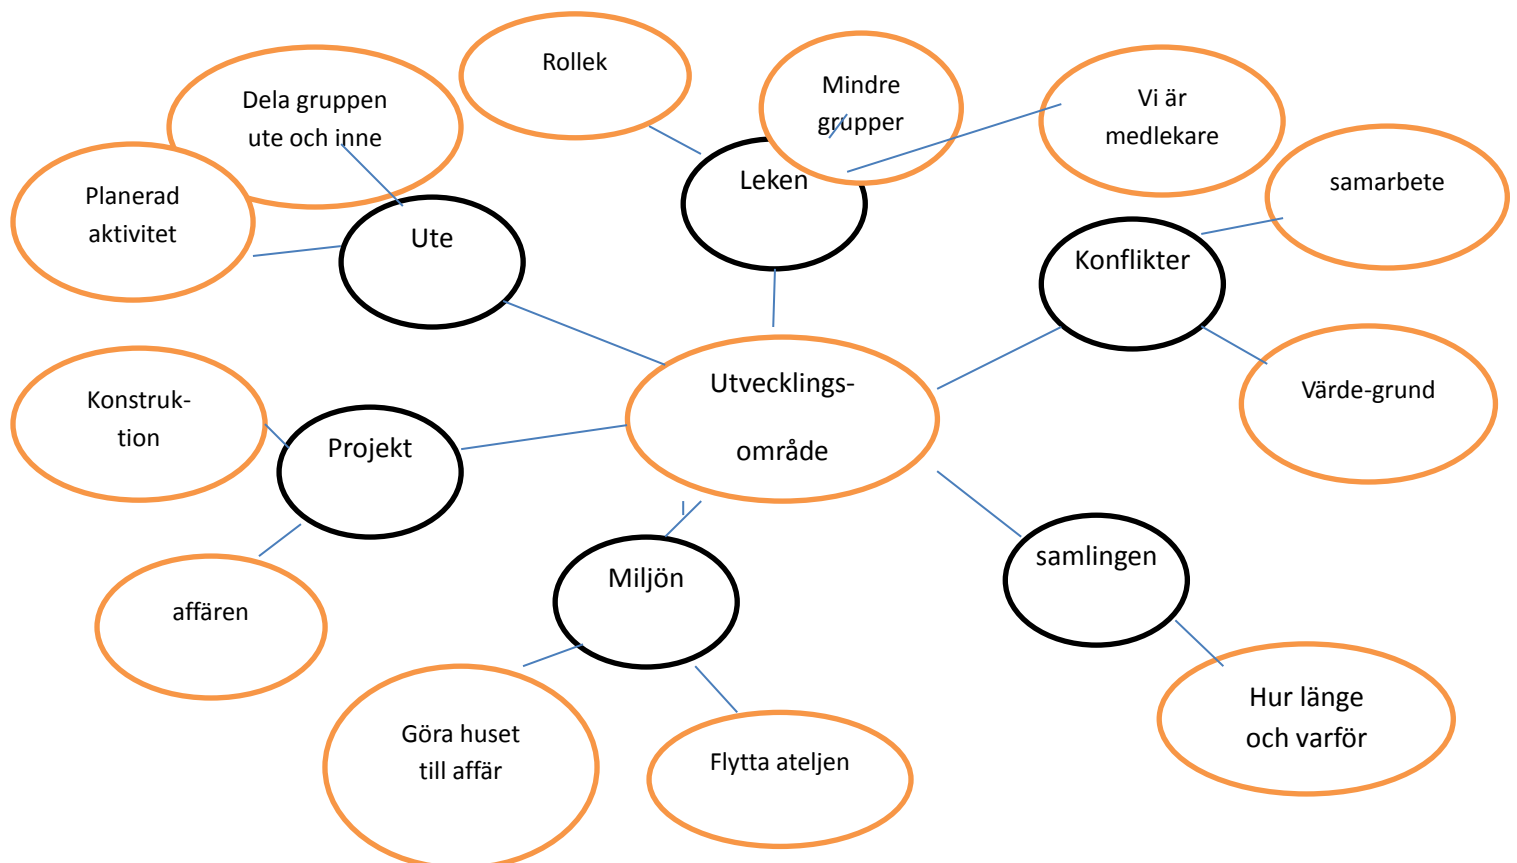 Rollek
Mindre
grupper
Vi är
medlekare
Dela gruppen
ute och inne
Planerad
aktivitet
samarbete
Leken
Ute
Konflikter
Utvecklings-
område
Värde-grund
Konstruk-
tion
Projekt
samlingen
Miljön
affären
Hur länge
och varför
Göra huset
till affär
Flytta ateljen